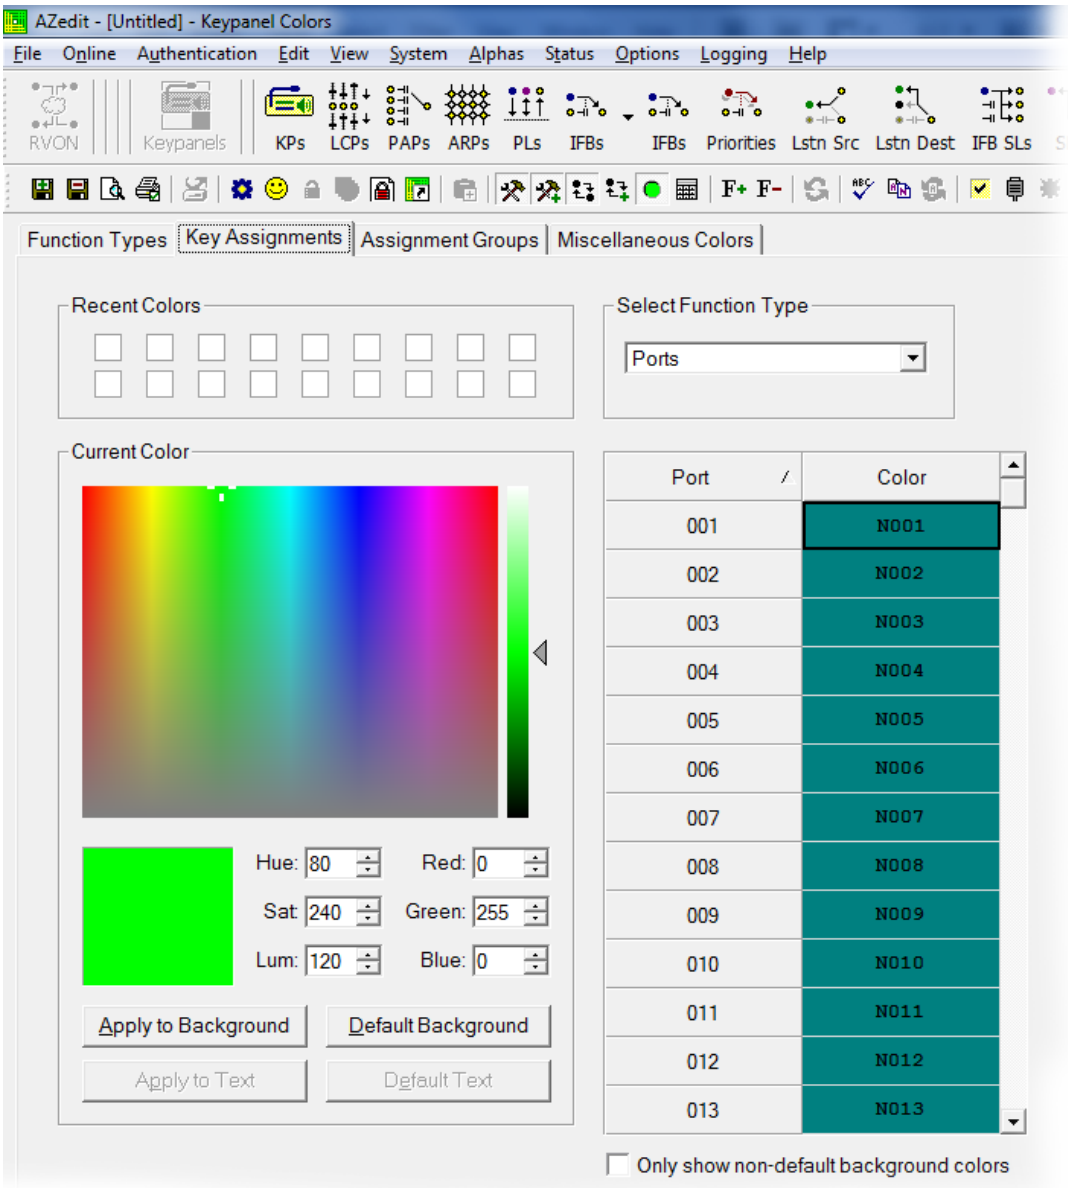 AZedit - [Untitled] - Keypanel Colors
File Online Authentication Edit View System Alphas Status Options Logging Help
RVON Keypanels KPs LCPs PAPs ARPs PLs IFBs IFBs Priorities Lstn Src Lstn Dest IFB SLs S
F+ F- ABC
Function Types Key Assignments Assignment Groups Miscellaneous Colors
Recent Colors
Select Function Type
Ports
Current Color
Port Color
001 N001
002 N002
003 N003
004 N004
005 N005
006 N006
007 N007
008 N008
009 N009
010 N010
011 N011
012 N012
013 N013
Hue: 80 Red: 0
Sat 240 Green: 255
Lum: 120 Blue: 0
Apply to Background Default Background
Apply to Text Default Text
Only show non-default background colors